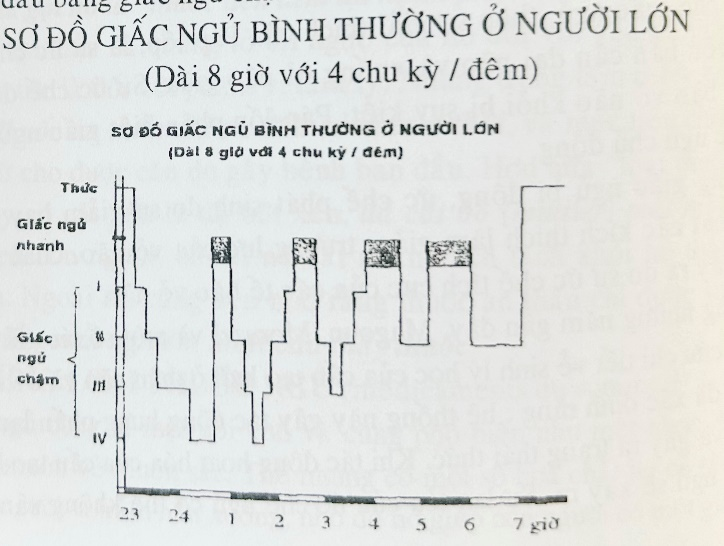 SƠ ĐỒ GIẤC NGỦ BÌNH THƯỜNG Ở NGƯỜI LỚN
(Dài 8 giờ với 4 chu kỳ / đêm)
SƠ ĐỒ GIẤC NGỦ BÌNH THƯỜNG Ở NGƯỜI LỚN
(Dài 8 giờ với 4 chu kỳ / đêm)
Thức
Giấc ngủ
nhanh
I
Giấc
ngủ
chậm
II
III
IV
23 24 1 2 3 4 5 6 7 giờ